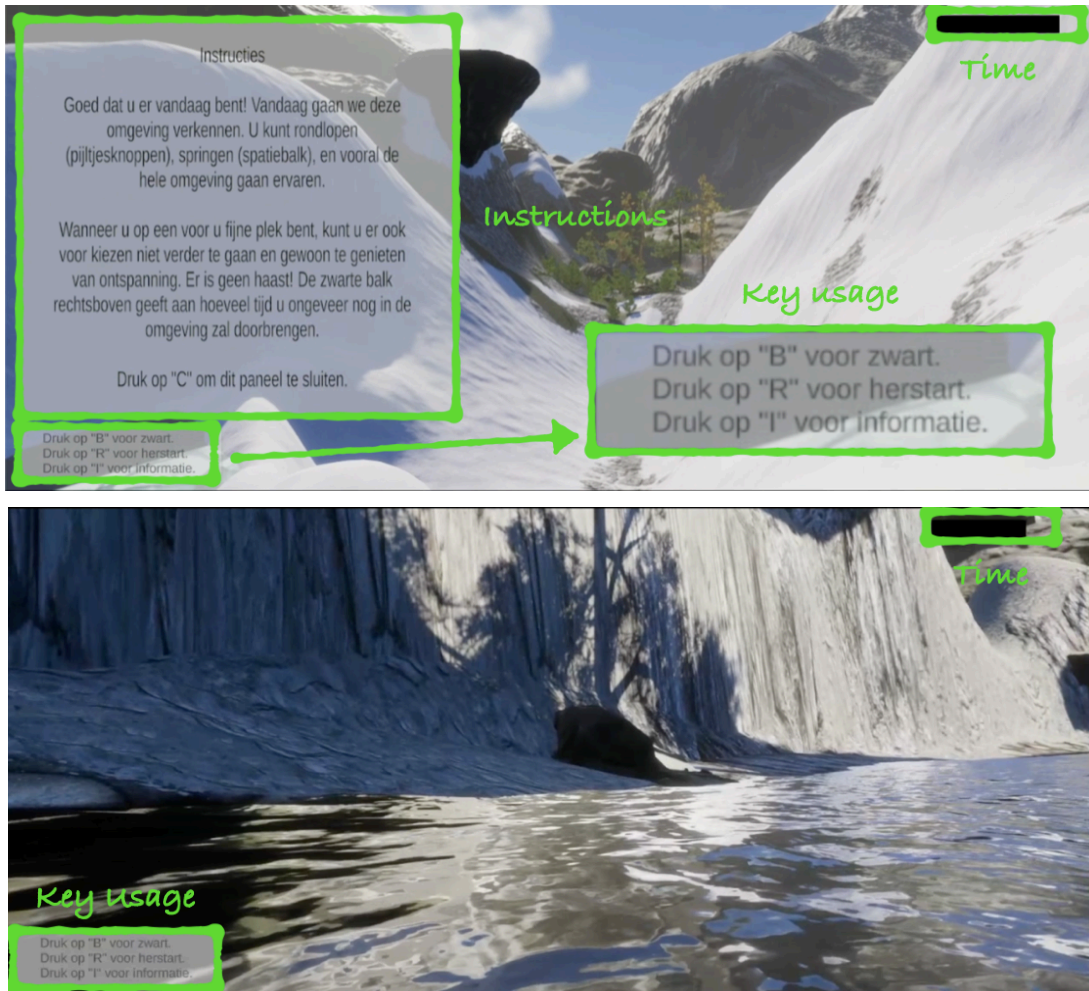 Instructies
Goed dat u er vandaag bent! Vandaag gaan we deze
omgeving verkennen. U kunt rondlopen
(pijltjesknoppen), springen (spatiebalk), en vooral de
hele omgeving gaan ervaren.
Wanneer u op een voor u fijne plek bent, kunt u er ook
voor kiezen niet verder te gaan en gewoon te genieten
van ontspanning. Er is geen haast! De zwarte balk
rechtsboven geeft aan hoeveel tijd u ongeveer nog in de
omgeving zal doorbrengen.
Druk op "C" om dit paneel te sluiten.
Time
Instructions
Key usage
Druk op "B" voor zwart.
Druk op "R" voor herstart.
Druk op "I" voor informatie.
Druk op "B" voor zwart.
Druk op "R" voor herstart.
Druk op "I" voor informatie.
Time
Key usage
Druk op "B" voor zwart.
Druk op "R" voor herstart.
Druk op "I" voor informatie.